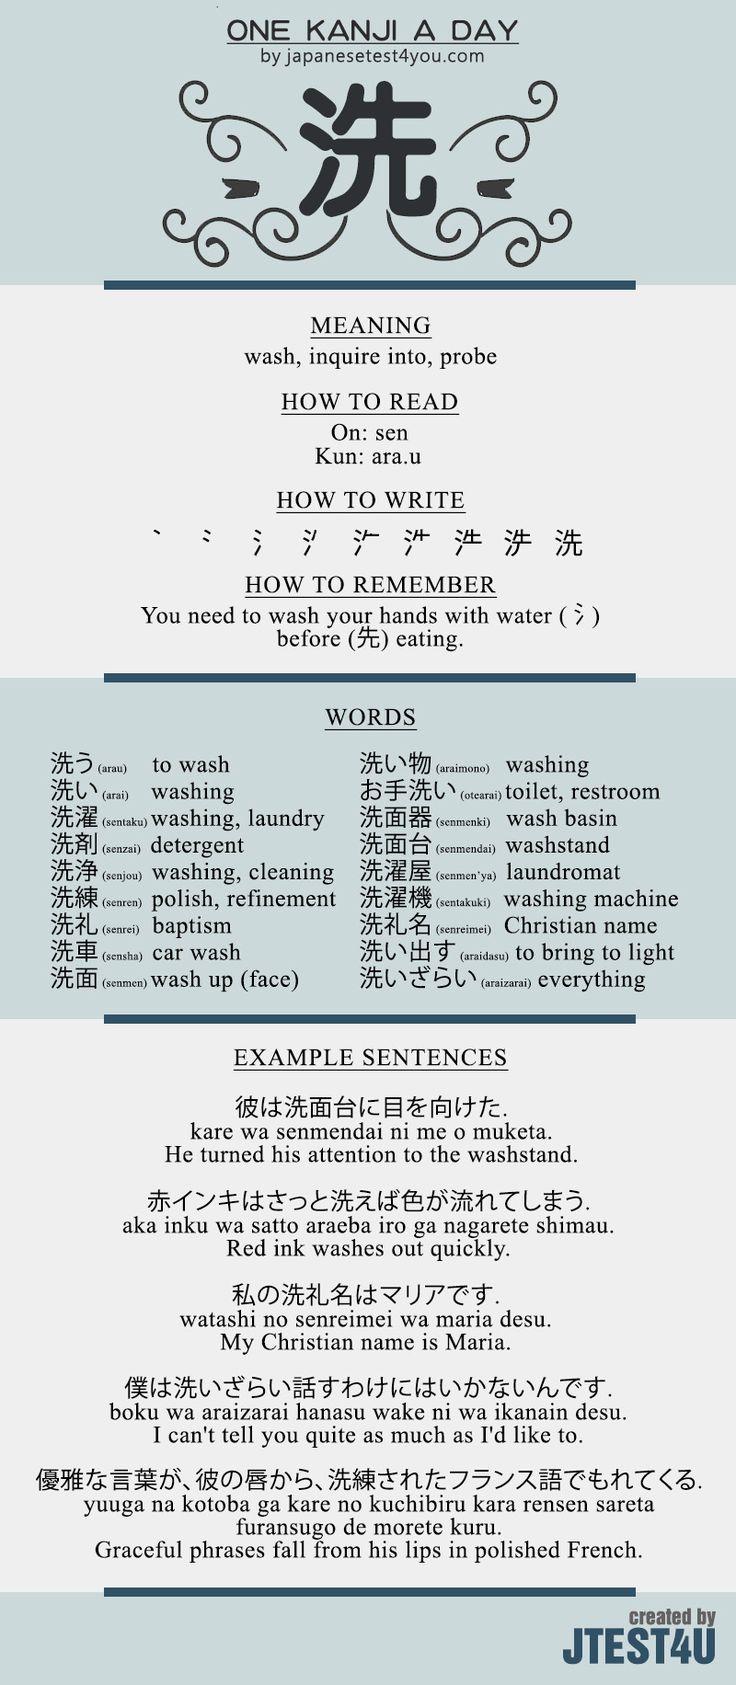 ONE KANJI A DAY
by japanesetest4you.com
洗
MEANING
wash, inquire into, probe
HOW TO READ
On: sen
Kun: ara.u
HOW TO WRITE
洗
HOW TO REMEMBER
You need to wash your hands with water (氵)
before (先) eating.
WORDS
洗う (arau) to wash
洗い (arai) washing
洗濯 (sentaku) washing, laundry
洗剤 (senzai) detergent
洗浄 (senjou) washing, cleaning
洗練 (senren) polish, refinement
洗礼 (senrei) baptism
洗車 (sensha) car wash
洗面 (senmen) wash up (face)
洗い物 (araimono) washing
お手洗い (otearai) toilet, restroom
洗面器 (senmenki) wash basin
洗面台 (senmendai) washstand
洗濯屋 (senmen'ya) laundromat
洗濯機 (sentakuki) washing machine
洗礼名 (senreimei) Christian name
洗い出す (araidasu) to bring to light
洗いざらい (araizarai) everything
EXAMPLE SENTENCES
彼は洗面台に目を向けた.
kare wa senmendai ni me o muketa.
He turned his attention to the washstand.
赤インキはさっと洗えば色が流れてしまう.
aka inku wa satto araeba iro ga nagarete shimau.
Red ink washes out quickly.
私の洗礼名はマリアです.
watashi no senreimei wa maria desu.
My Christian name is Maria.
僕は洗いざらい話すわけにはいかないんです.
boku wa araizarai hanasu wake ni wa ikanain desu.
I can't tell you quite as much as I'd like to.
優雅な言葉が、彼の唇から、洗練されたフランス語でもれてくる.
yuuga na kotoba ga kare no kuchibiru kara rensen sareta
furansugo de morete kuru.
Graceful phrases fall from his lips in polished French.
created by
JTEST4U